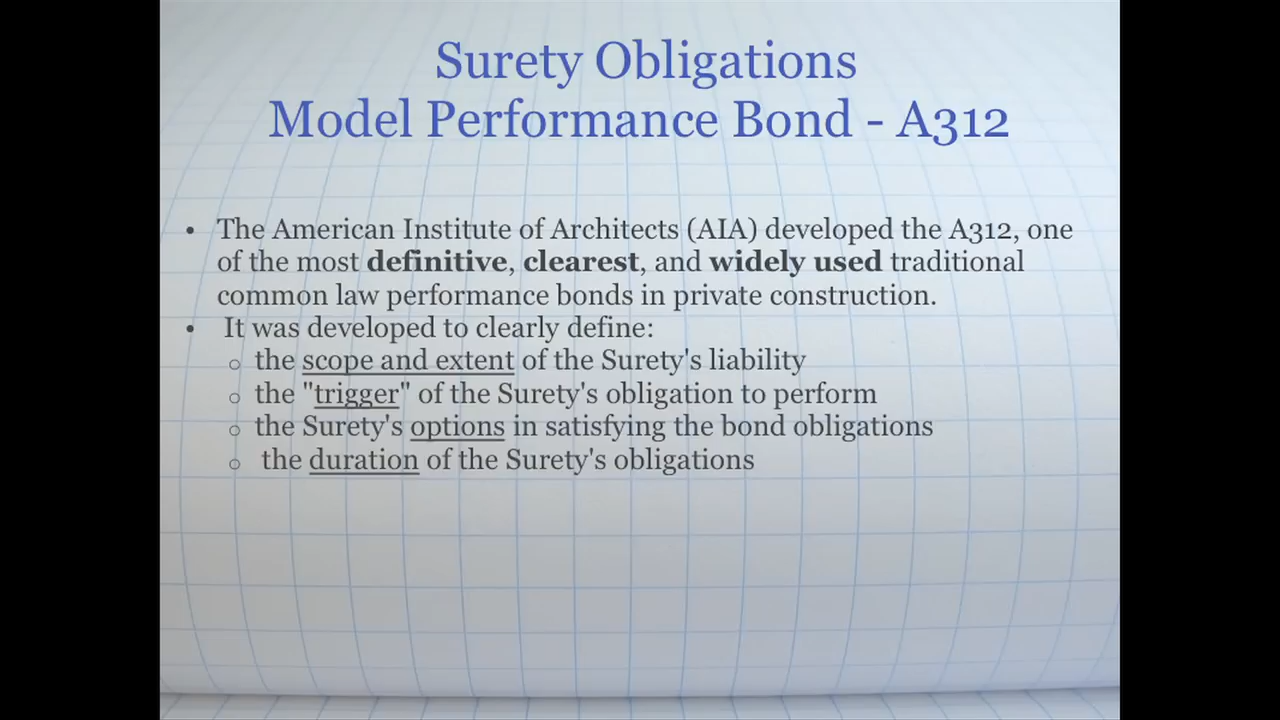 Surety Obligations
Model Performance Bond - A312
• The American Institute of Architects (AIA) developed the A312, one
of the most definitive, clearest, and widely used traditional
common law performance bonds in private construction.
• It was developed to clearly define:
○ the scope and extent of the Surety's liability
○ the "trigger" of the Surety's obligation to perform
○ the Surety's options in satisfying the bond obligations
○ the duration of the Surety's obligations